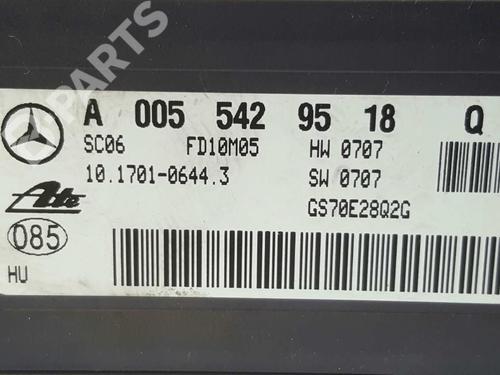 B PARTS
A 005 542 95 18 Q
SC06 FD10M05 HW 0707
10.1701-0644.3 SW 0707
Ate GS70E28Q2G
085
HU